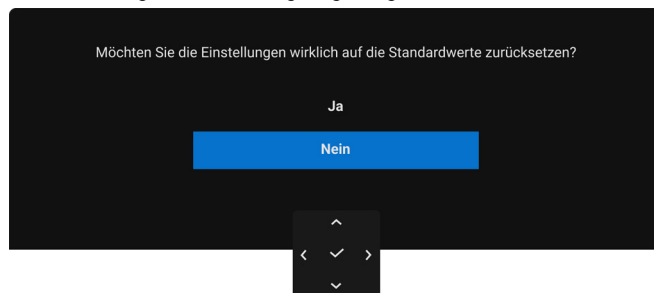 Möchten Sie die Einstellungen wirklich auf die Standardwerte zurücksetzen?
Ja
Nein